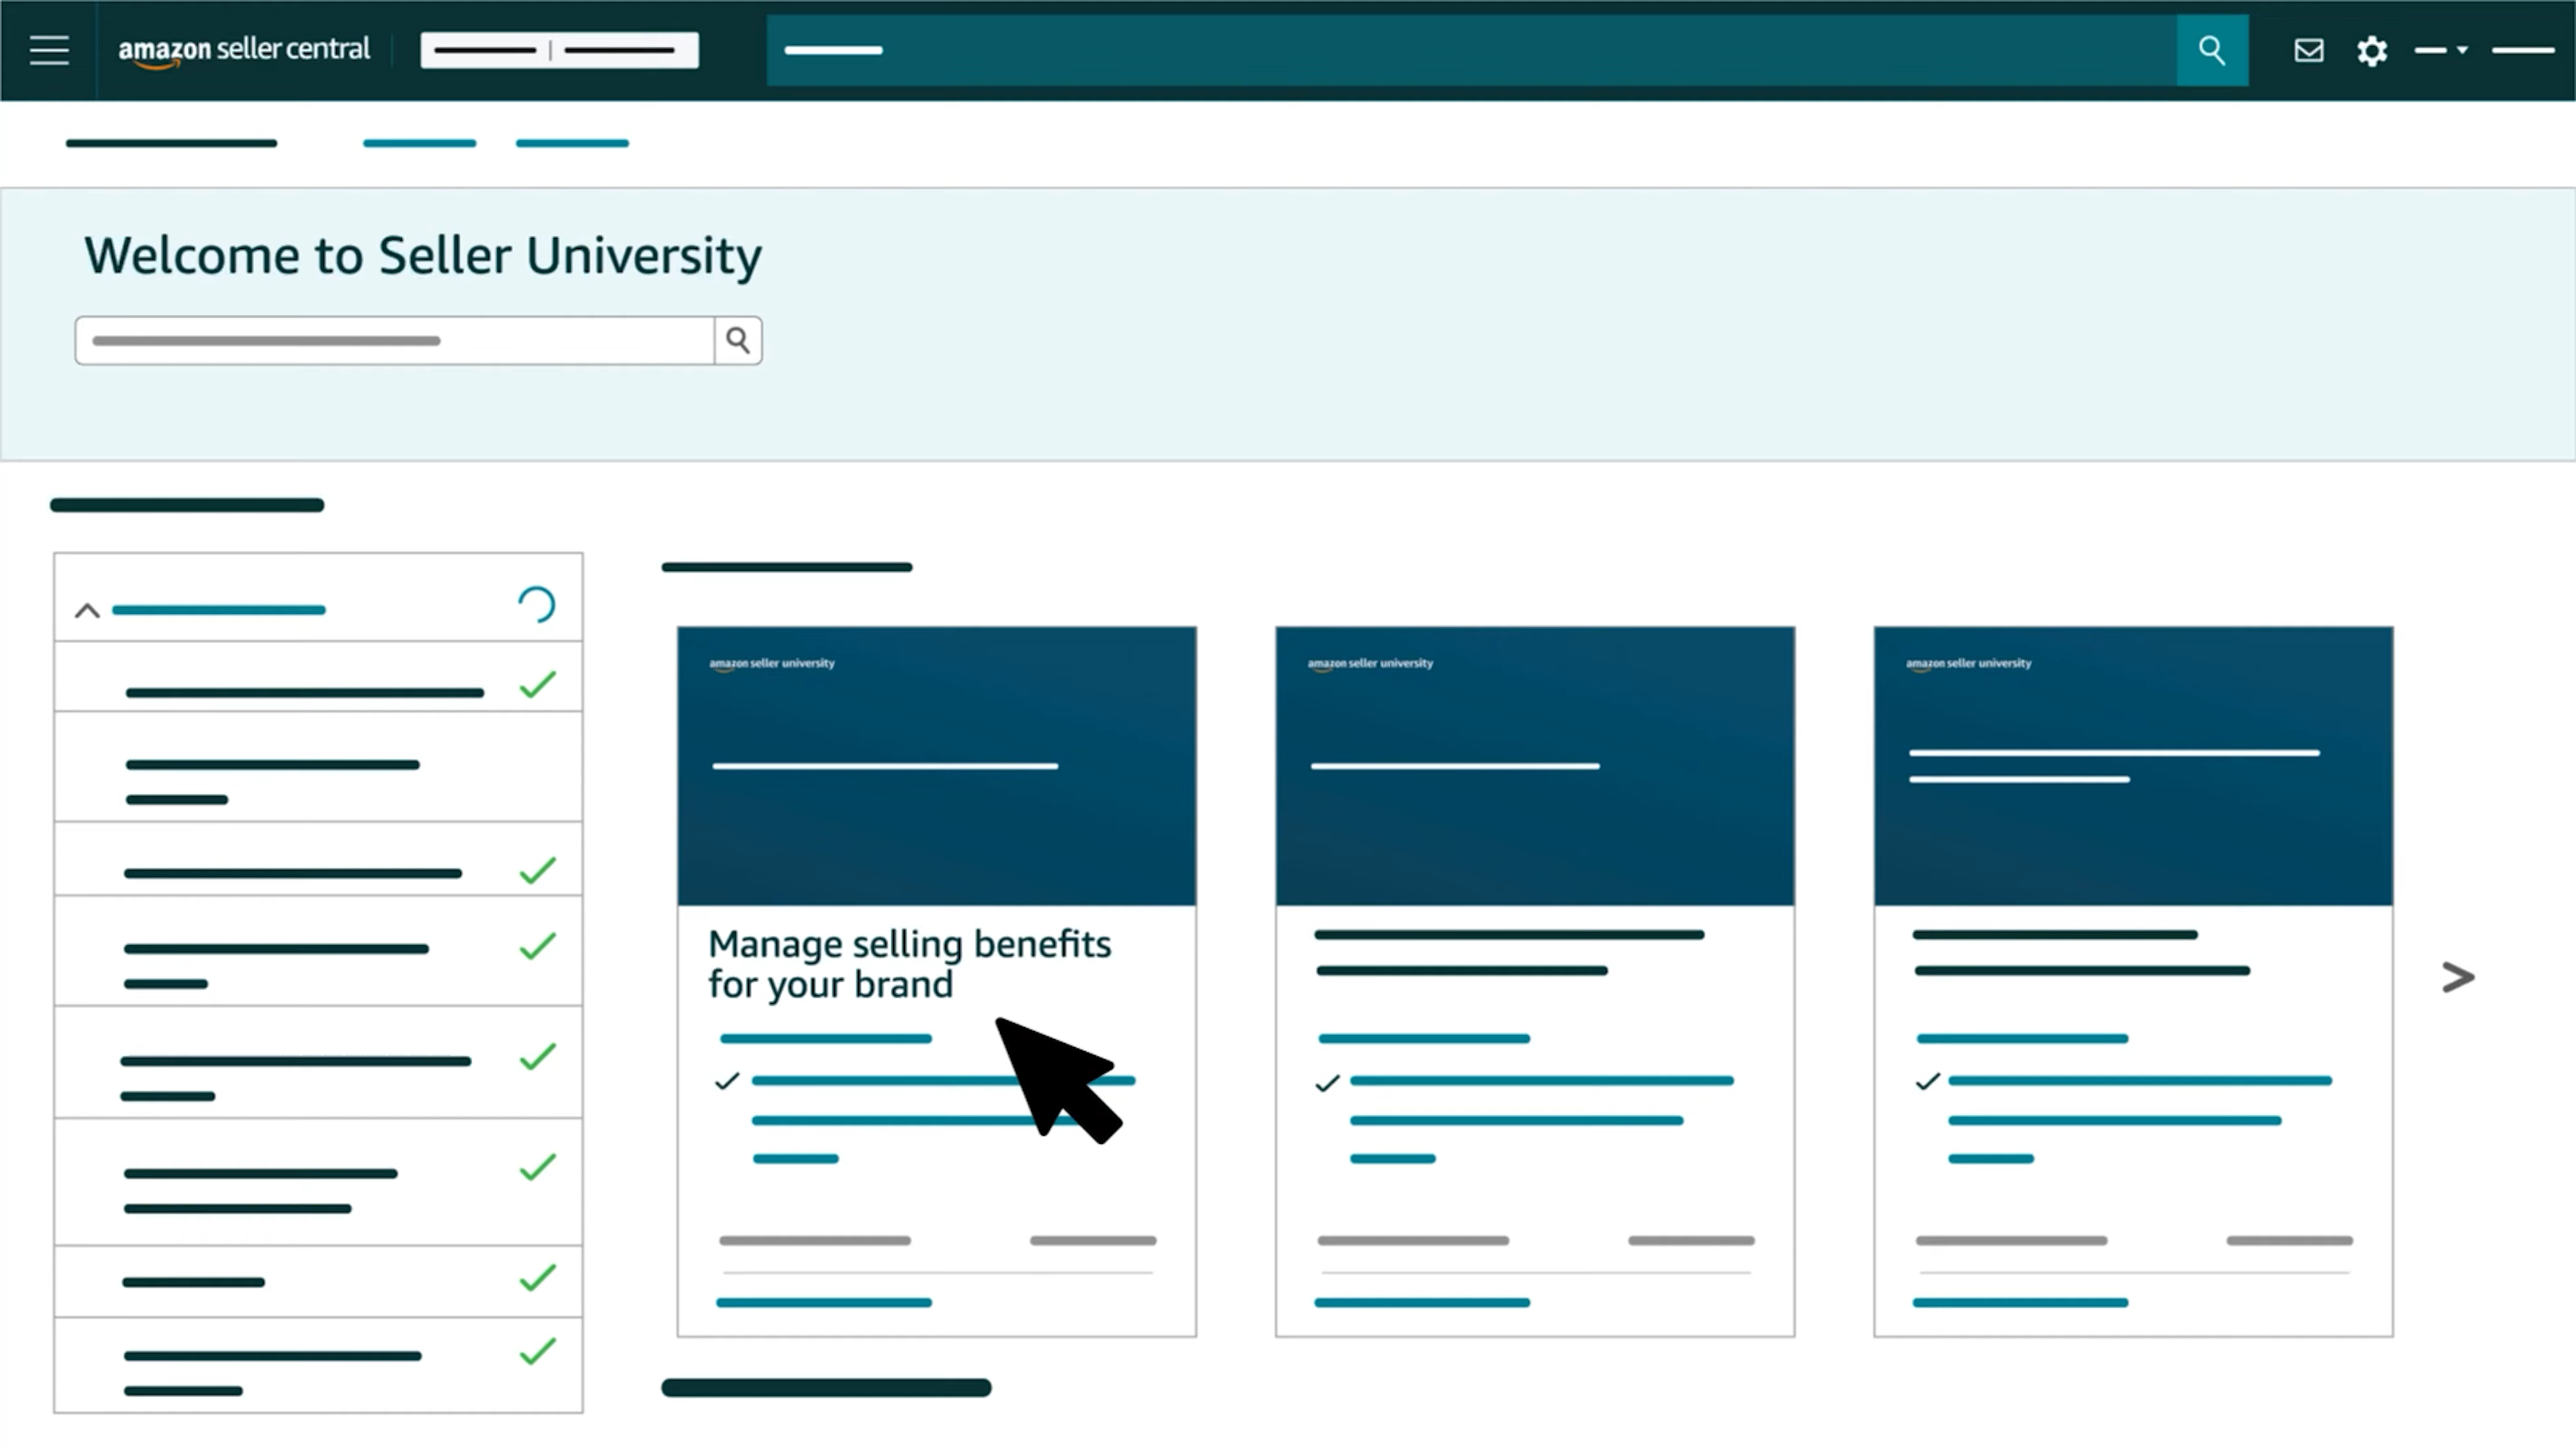 amazon seller central
Welcome to Seller University
amazon seller university
amazon seller university
amazon seller university
Manage selling benefits
for your brand